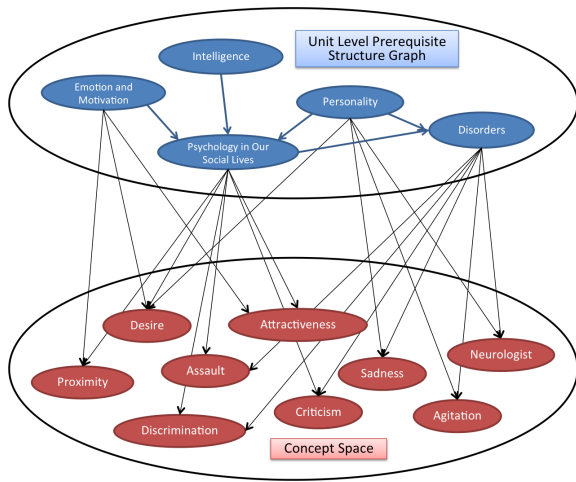 Unit Level Prerequisite
Structure Graph
Intelligence
Emotion and
Motivation
Personality
Disorders
Psychology in Our
Social Lives
Desire
Attractiveness
Neurologist
Assault
Sadness
Proximity
Criticism
Agitation
Discrimination
Concept Space